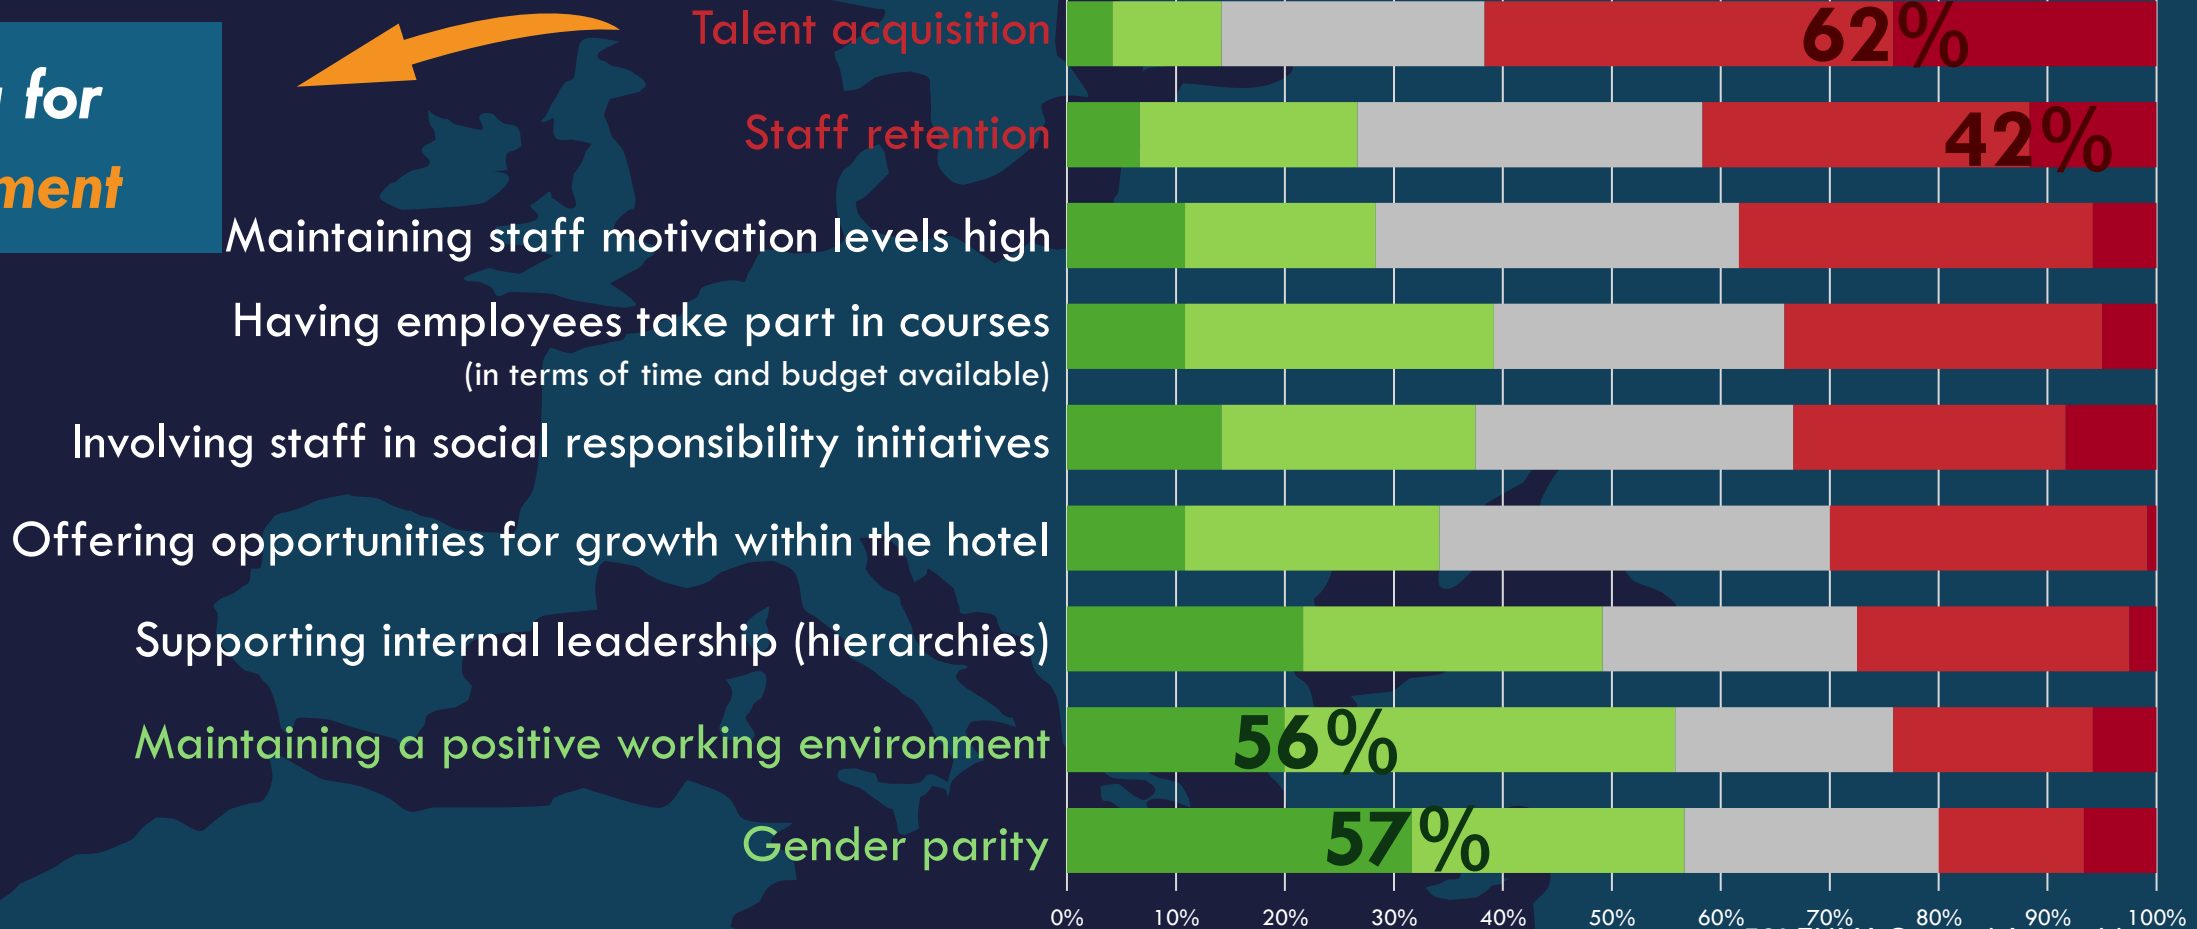 for
Talent acquisition
62%
Staff retention
42%
Maintaining staff motivation levels high
Having employees take part in courses
(in terms of time and budget available)
Involving staff in social responsibility initiatives
Offering opportunities for growth within the hotel
Supporting internal leadership (hierarchies)
Maintaining a positive working environment
56%
Gender parity
57%
0% 10% 20% 30% 40% 50% 60% 70% 80% 90% 100%